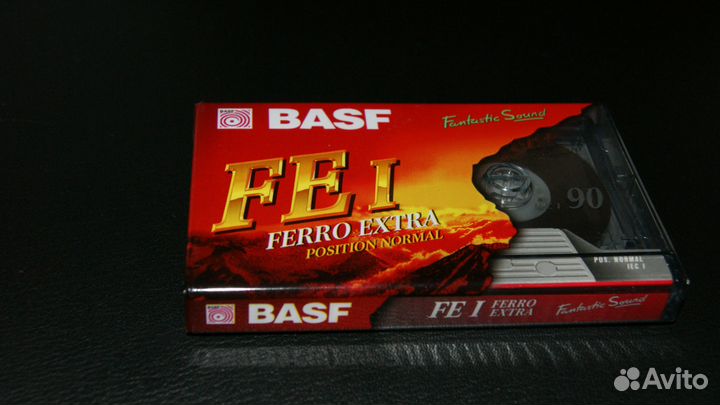 BASF
BASF
Fantastic Sound
FE I
FERRO EXTRA
POSITION NORMAL
90
POS. NORMAL
IEC I
BASF
FE I FERRO EXTRA
Fantastic Sound
Avito